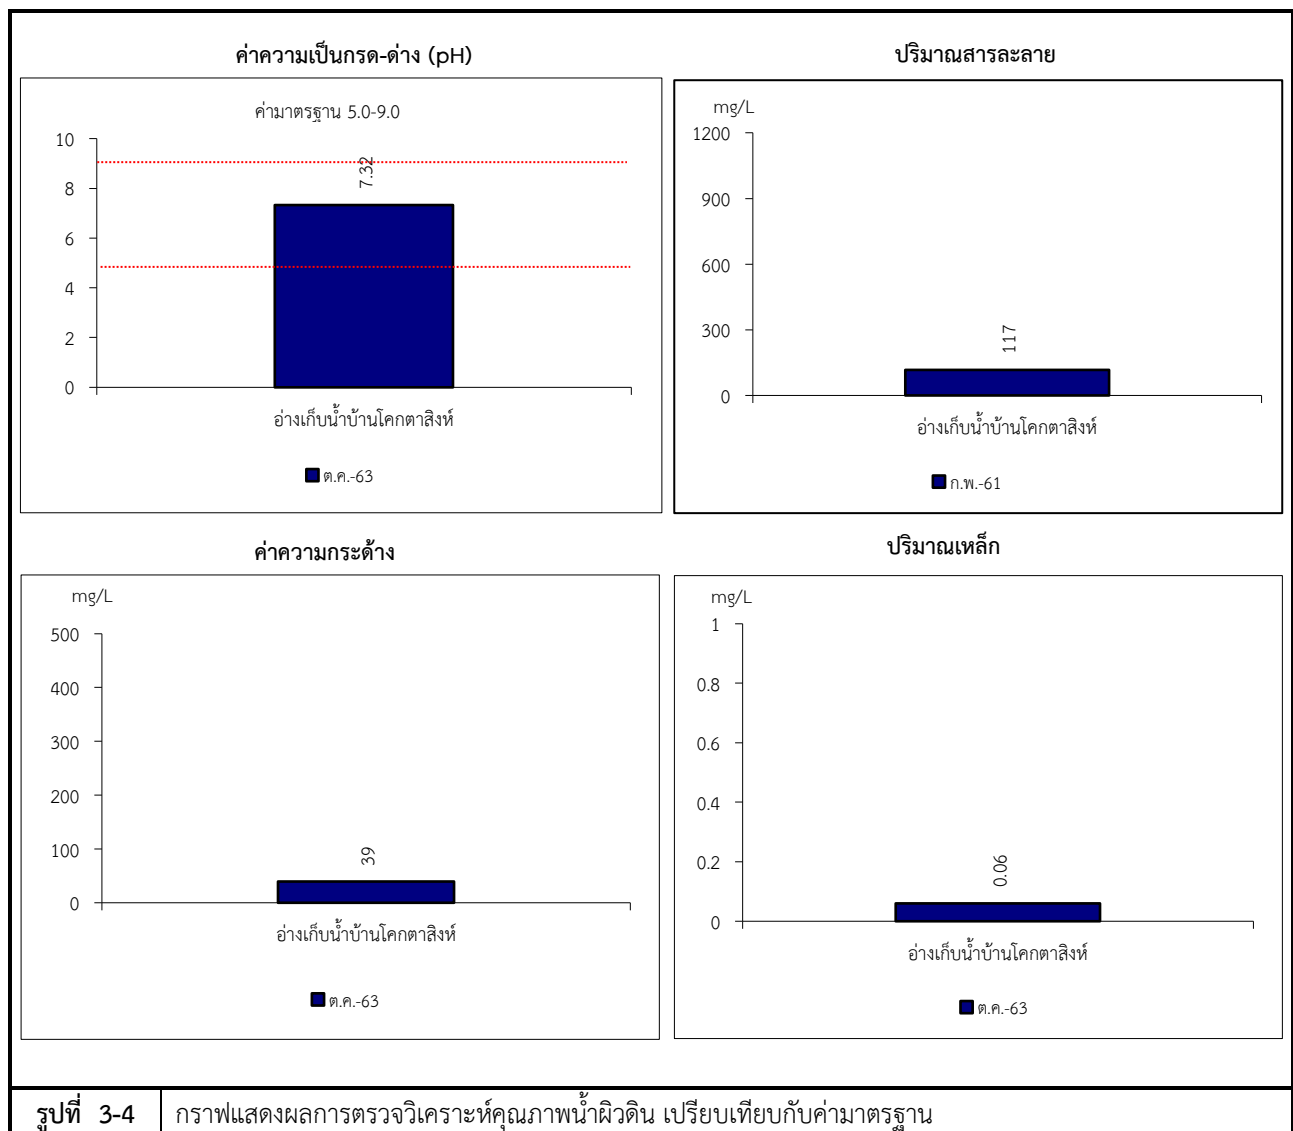 ค่าความเป็นกรด-ด่าง (pH)
ค่ามาตรฐาน 5.0-9.0
10
8
6
4
2
0
7.32
อ่างเก็บน้ำบ้านโคกตาสิงห์
ต.ค.-63
ปริมาณสารละลาย
mg/L
1200
900
600
300
0
117
อ่างเก็บน้ำบ้านโคกตาสิงห์
ก.พ.-61
ค่าความกระด้าง
mg/L
500
400
300
200
100
0
39
อ่างเก็บน้ำบ้านโคกตาสิงห์
ต.ค.-63
ปริมาณเหล็ก
mg/L
1
0.8
0.6
0.4
0.2
0
0.06
อ่างเก็บน้ำบ้านโคกตาสิงห์
ต.ค.-63
รูปที่ 3-4 กราฟแสดงผลการตรวจวิเคราะห์คุณภาพน้ำผิวดิน เปรียบเทียบกับค่ามาตรฐาน